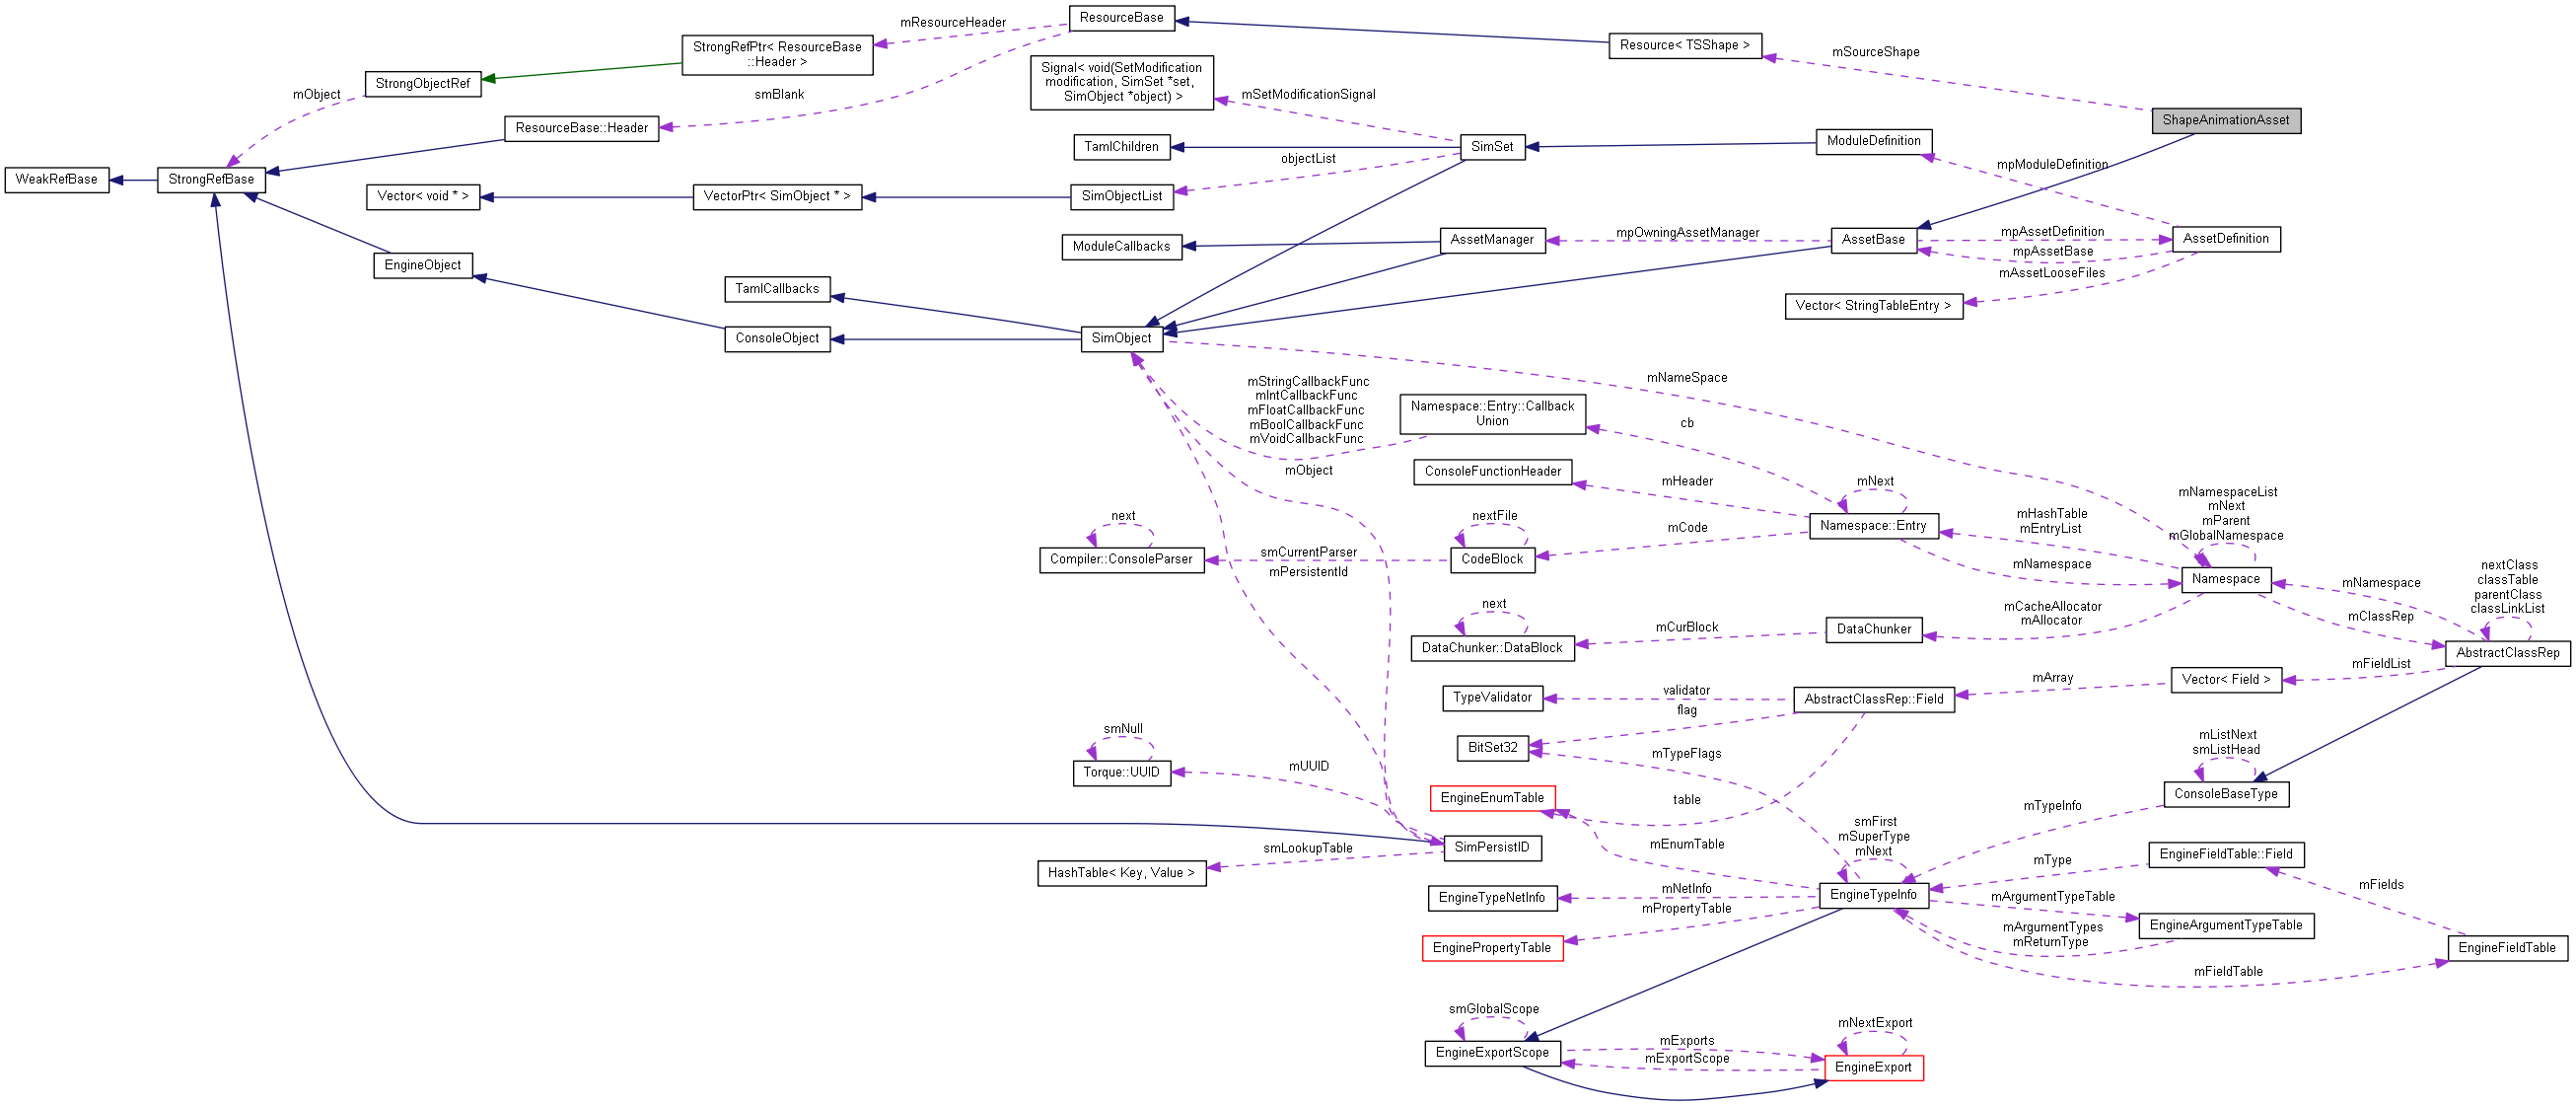 ResourceBase
mResourceHeader
StrongRefPtr< ResourceBase
::Header >
Resource< TSShape >
mSourceShape
Signal< void(SetModification
modification, SimSet *set,
SimObject *object) >
StrongObjectRef
mObject
smBlank
mSetModificationSignal
ShapeAnimationAsset
ResourceBase::Header
TamlChildren
SimSet
ModuleDefinition
objectList
mpModuleDefinition
WeakRefBase
StrongRefBase
Vector< void * >
VectorPtr< SimObject * >
SimObjectList
ModuleCallbacks
AssetManager
mpOwningAssetManager
AssetBase
mpAssetDefinition
mpAssetBase
AssetDefinition
EngineObject
mAssetLooseFiles
TamlCallbacks
Vector< StringTableEntry >
ConsoleObject
SimObject
mNameSpace
mStringCallbackFunc
mIntCallbackFunc
mFloatCallbackFunc
mBoolCallbackFunc
mVoidCallbackFunc
Namespace::Entry::Callback
Union
cb
mObject
ConsoleFunctionHeader
mHeader
mNext
Namespace::Entry
mHashTable
mEntryList
mNamespaceList
mNext
mParent
mGlobalNamespace
next
Compiler::ConsoleParser
smCurrentParser
mPersistentId
nextFile
CodeBlock
mCode
mNamespace
Namespace
mNamespace
mClassRep
nextClass
classTable
parentClass
classLinkList
AbstractClassRep
next
DataChunker::DataBlock
mCurBlock
DataChunker
mCacheAllocator
mAllocator
mFieldList
Vector< Field >
mArray
TypeValidator
validator
flag
AbstractClassRep::Field
smNull
Torque::UUID
mUUID
BitSet32
mTypeFlags
mListNext
smListHead
ConsoleBaseType
EngineEnumTable
table
mTypeInfo
smLookupTable
SimPersistID
HashTable< Key, Value >
mEnumTable
smFirst
mSuperType
mNext
EngineTypeInfo
mType
EngineFieldTable::Field
EngineTypeNetInfo
mNetInfo
mPropertyTable
mArgumentTypeTable
mFields
EnginePropertyTable
mArgumentTypes
mReturnType
EngineArgumentTypeTable
EngineFieldTable
mFieldTable
smGlobalScope
EngineExportScope
mExports
mExportScope
mNextExport
EngineExport